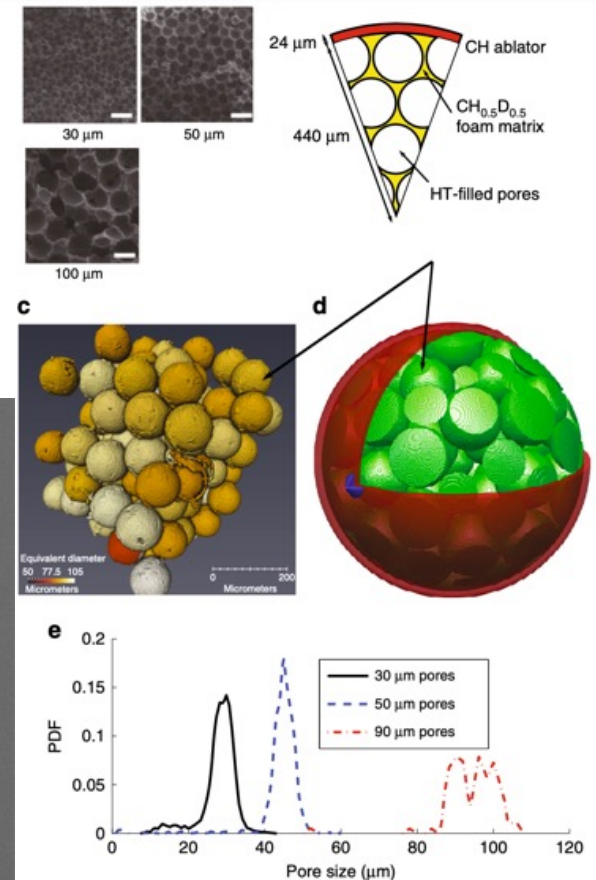 30 μm
50 μm
100 μm
24 μm
440 μm
CH ablator
CH0.5D0.5
foam matrix
HT-filled pores
c
Equivalent diameter
50 77.5 105
Micrometers
0 200
Micrometers
d
e
0.2
0.15
0.1
0.05
0
PDF
30 μm pores
50 μm pores
90 μm pores
0 20 40 60 80 100 120
Pore size (μm)